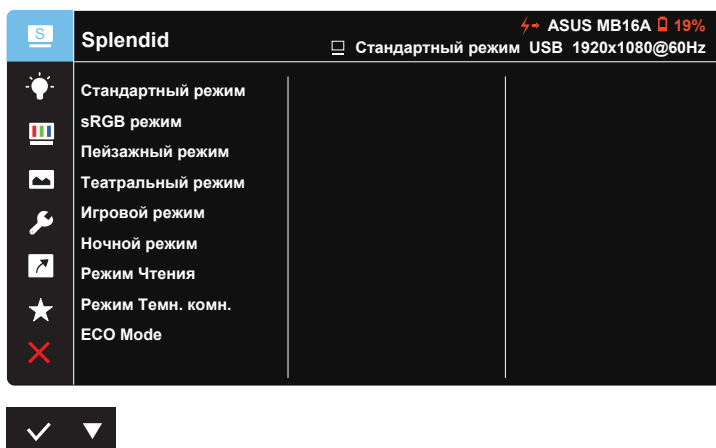 S
Splendid
ASUS MB16A 19%
Стандартный режим USB 1920x1080@60Hz
Стандартный режим
sRGB режим
Пейзажный режим
Театральный режим
Игровой режим
Ночной режим
Режим Чтения
Режим Темн. комн.
ECO Mode